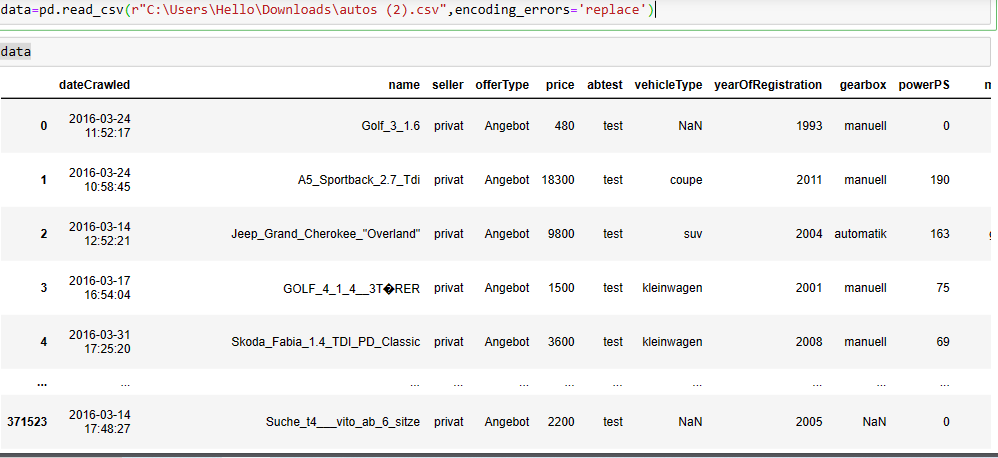 data=pd.read_csv(r"C:\Users\Hello\Downloads\autos (2).csv",encoding_errors='replace')
data
dateCrawled name seller offerType price abtest vehicleType yearOfRegistration gearbox powerPS m
0 2016-03-24 11:52:17 Golf_3_1.6 privat Angebot 480 test NaN 1993 manuell 0
1 2016-03-24 10:58:45 A5_Sportback_2.7_Tdi privat Angebot 18300 test coupe 2011 manuell 190
2 2016-03-14 12:52:21 Jeep_Grand_Cherokee_"Overland" privat Angebot 9800 test suv 2004 automatik 163
3 2016-03-17 16:54:04 GOLF_4_1_4__3T�RER privat Angebot 1500 test kleinwagen 2001 manuell 75
4 2016-03-31 17:25:20 Skoda_Fabia_1.4_TDI_PD_Classic privat Angebot 3600 test kleinwagen 2008 manuell 69
... ... ... ... ... ... ... ... ... ... ...
371523 2016-03-14 17:48:27 Suche_t4___vito_ab_6_sitze privat Angebot 2200 test NaN 2005 NaN 0